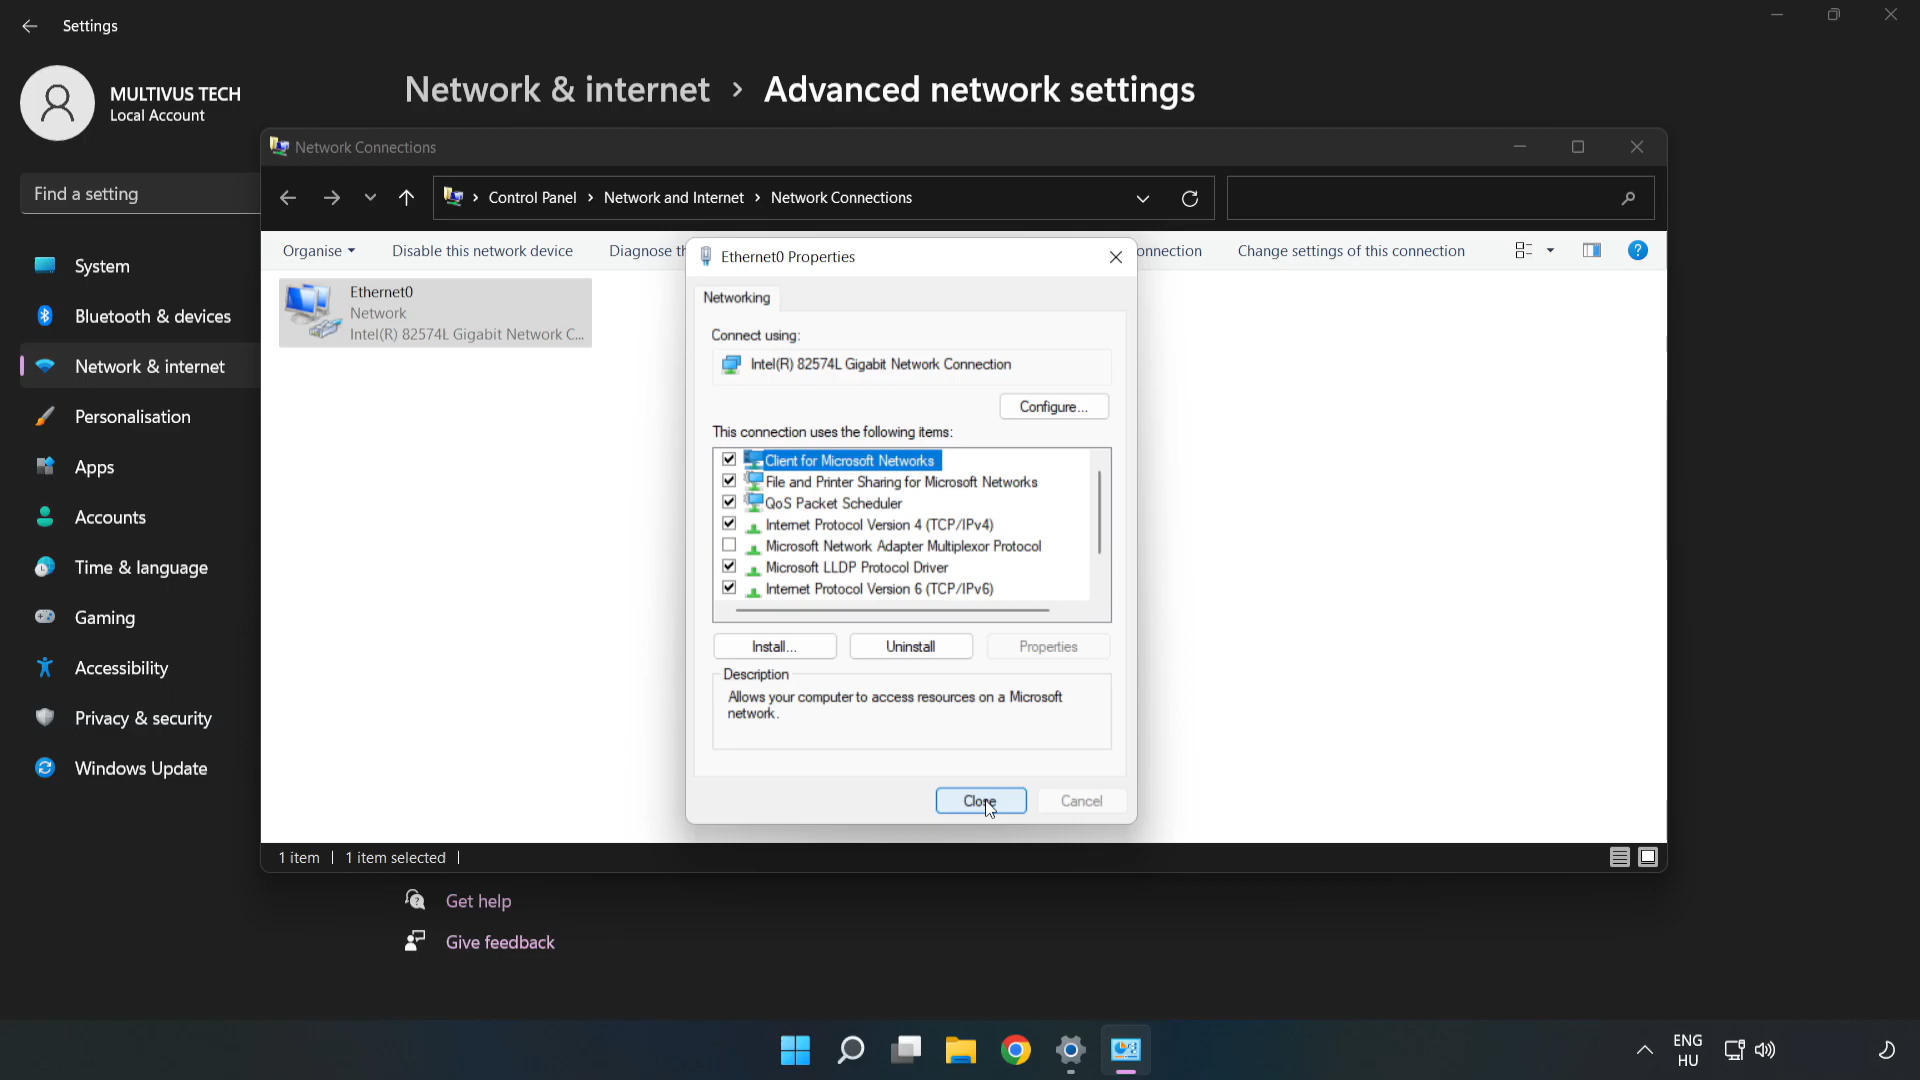 Settings
MULTIVUS TECH
Local Account
Find a setting
System
Bluetooth & devices
Network & internet
Personalisation
Apps
Accounts
Time & language
Gaming
Accessibility
Privacy & security
Windows Update
Network & internet › Advanced network settings
Network Connections
Control Panel › Network and Internet › Network Connections
Organise
Disable this network device
Diagnose th
onnection
Change settings of this connection
Ethernet0
Network
Intel(R) 82574L Gigabit Network C...
Ethernet0 Properties
Networking
Connect using:
Intel(R) 82574L Gigabit Network Connection
Configure...
This connection uses the following items:
Client for Microsoft Networks
File and Printer Sharing for Microsoft Networks
QoS Packet Scheduler
Internet Protocol Version 4 (TCP/IPv4)
Microsoft Network Adapter Multiplexor Protocol
Microsoft LLDP Protocol Driver
Internet Protocol Version 6 (TCP/IPv6)
Install...
Uninstall
Properties
Description
Allows your computer to access resources on a Microsoft
network.
Close
Cancel
1 item
1 item selected
Get help
Give feedback
ENG
HU